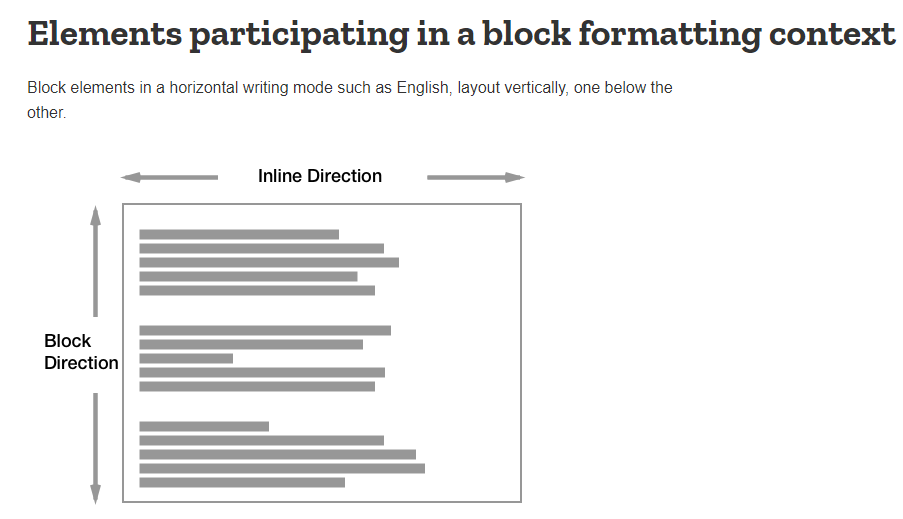 Elements participating in a block formatting context
Block elements in a horizontal writing mode such as English, layout vertically, one below the
other.
Inline Direction
Block
Direction